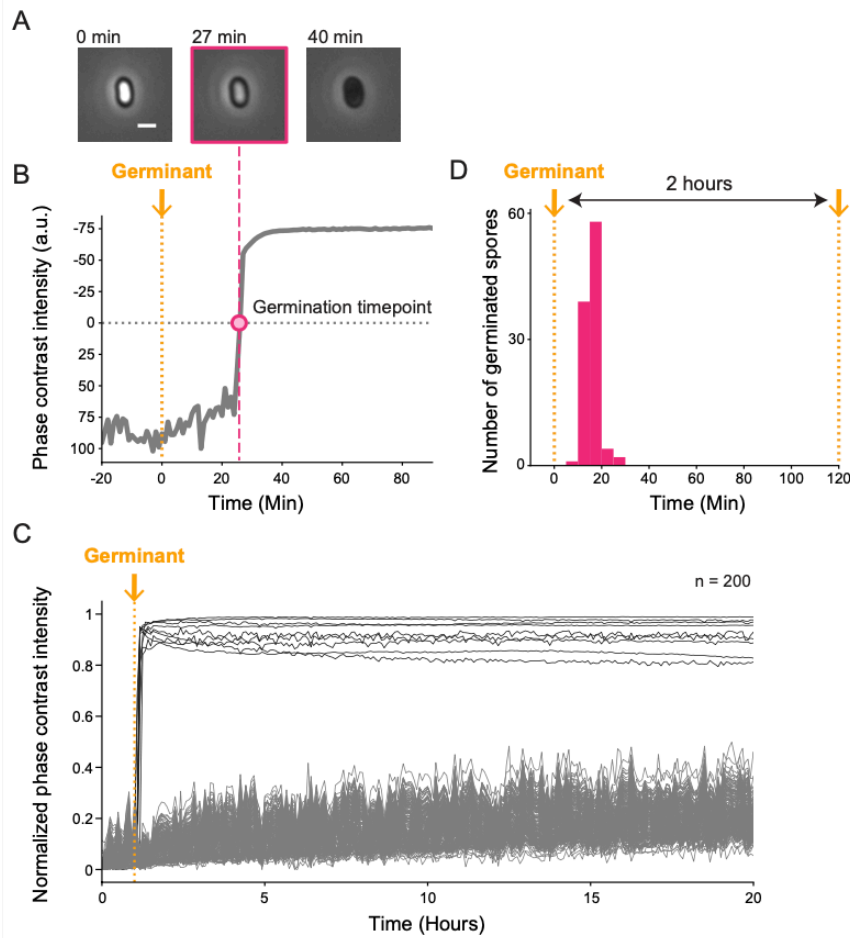 A
0 min 27 min 40 min
B
Germinant
Phase contrast intensity (a.u.)
-75
-50
-25
0
25
50
75
100
Germination timepoint
-20 0 20 40 60 80
Time (Min)
D
Germinant
2 hours
Number of germinated spores
60
30
0
0 20 40 60 80 100 120
Time (Min)
C
Germinant
n = 200
Normalized phase contrast intensity
1
0.8
0.6
0.4
0.2
0
0 5 10 15 20
Time (Hours)